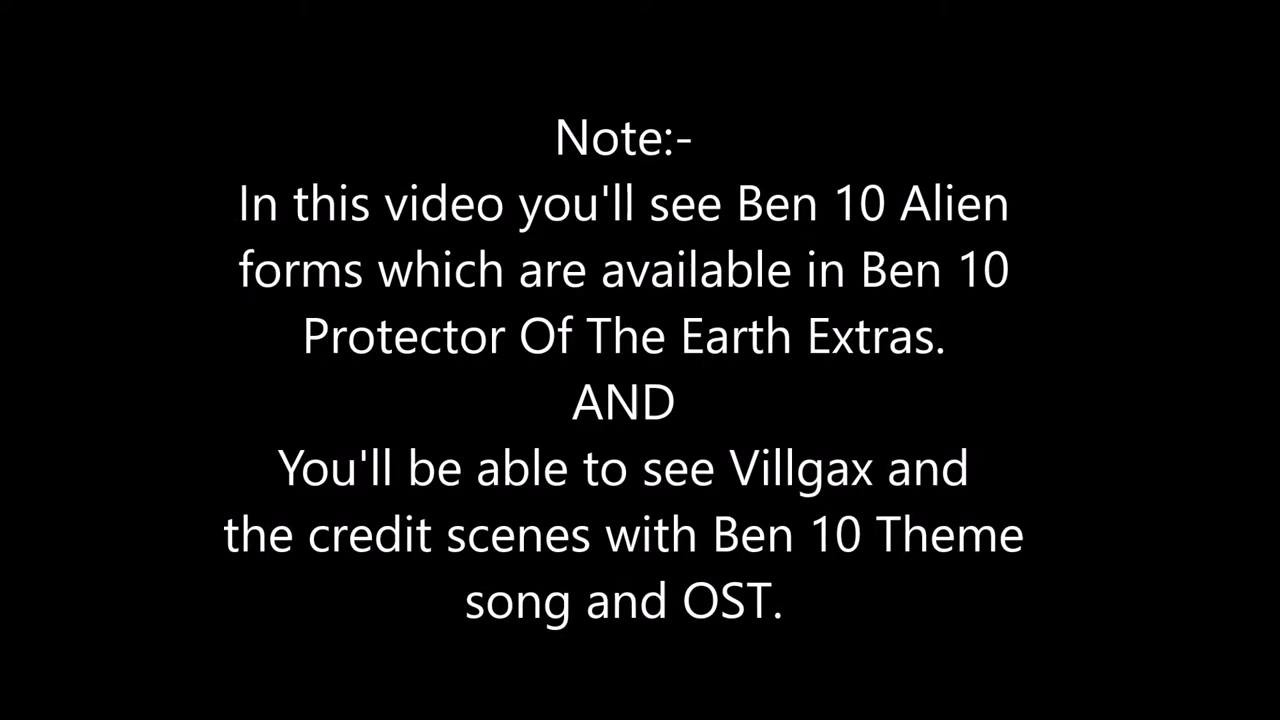 Note:-
In this video you'll see Ben 10 Alien
forms which are available in Ben 10
Protector Of The Earth Extras.
AND
You'll be able to see Villgax and
the credit scenes with Ben 10 Theme
song and OST.